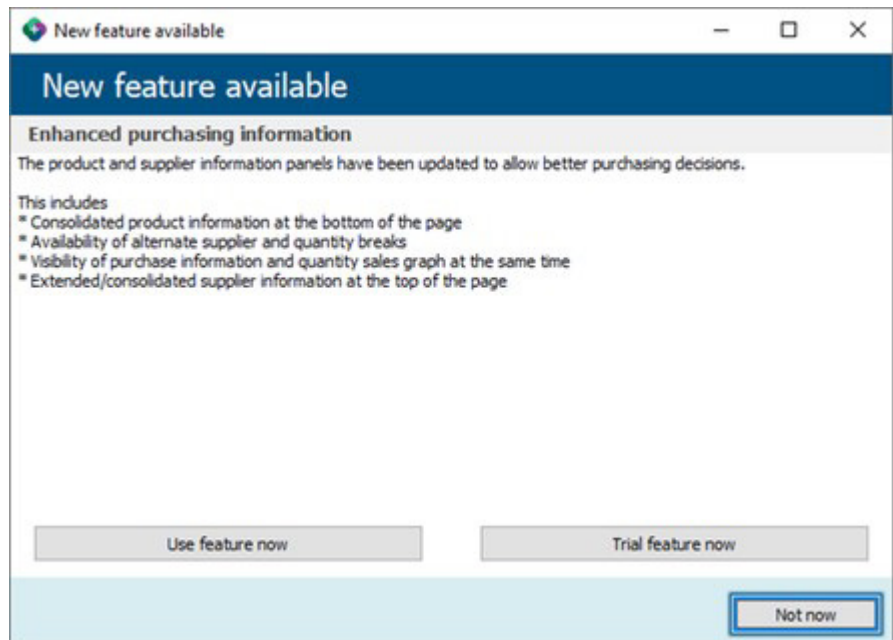 New feature available
New feature available
Enhanced purchasing information
The product and supplier information panels have been updated to allow better purchasing decisions.
This includes
* Consolidated product information at the bottom of the page
* Availability of alternate supplier and quantity breaks
* Visibility of purchase information and quantity sales graph at the same time
* Extended/consolidated supplier information at the top of the page
Use feature now
Trial feature now
Not now